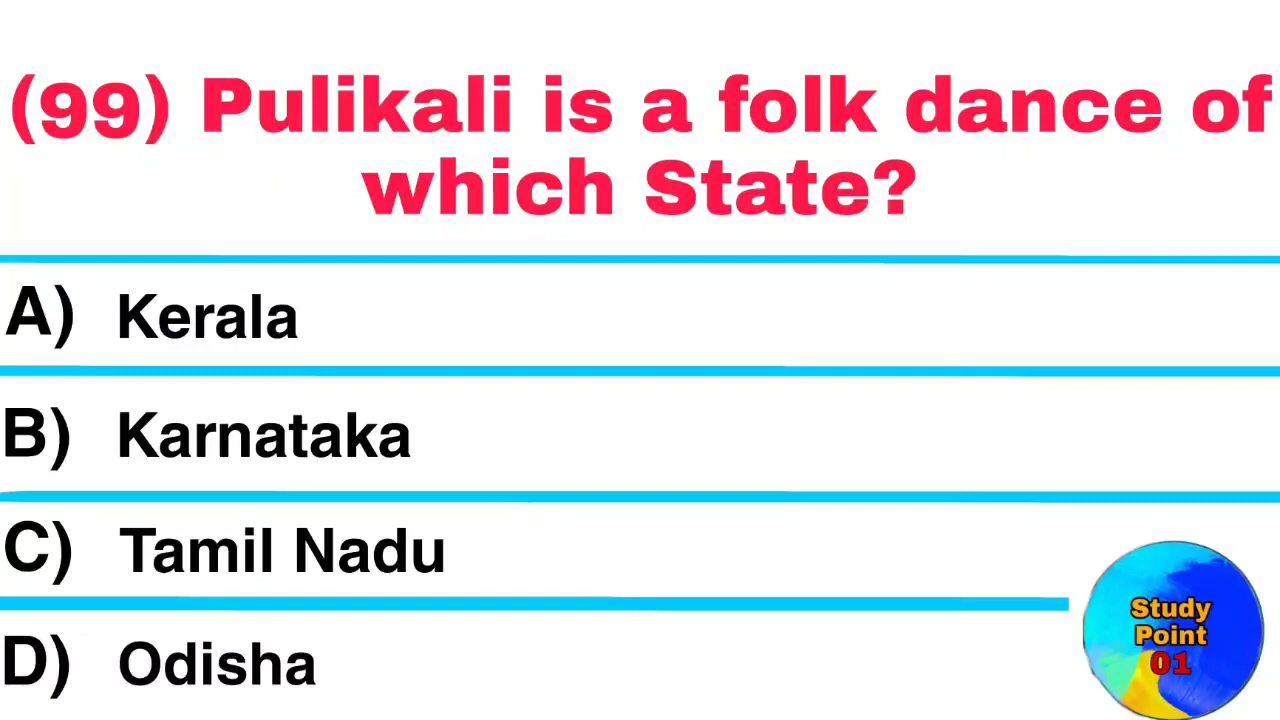 (99) Pulikali is a folk dance of
which State?
A) Kerala
B) Karnataka
C) Tamil Nadu
D) Odisha
Study
Point
01